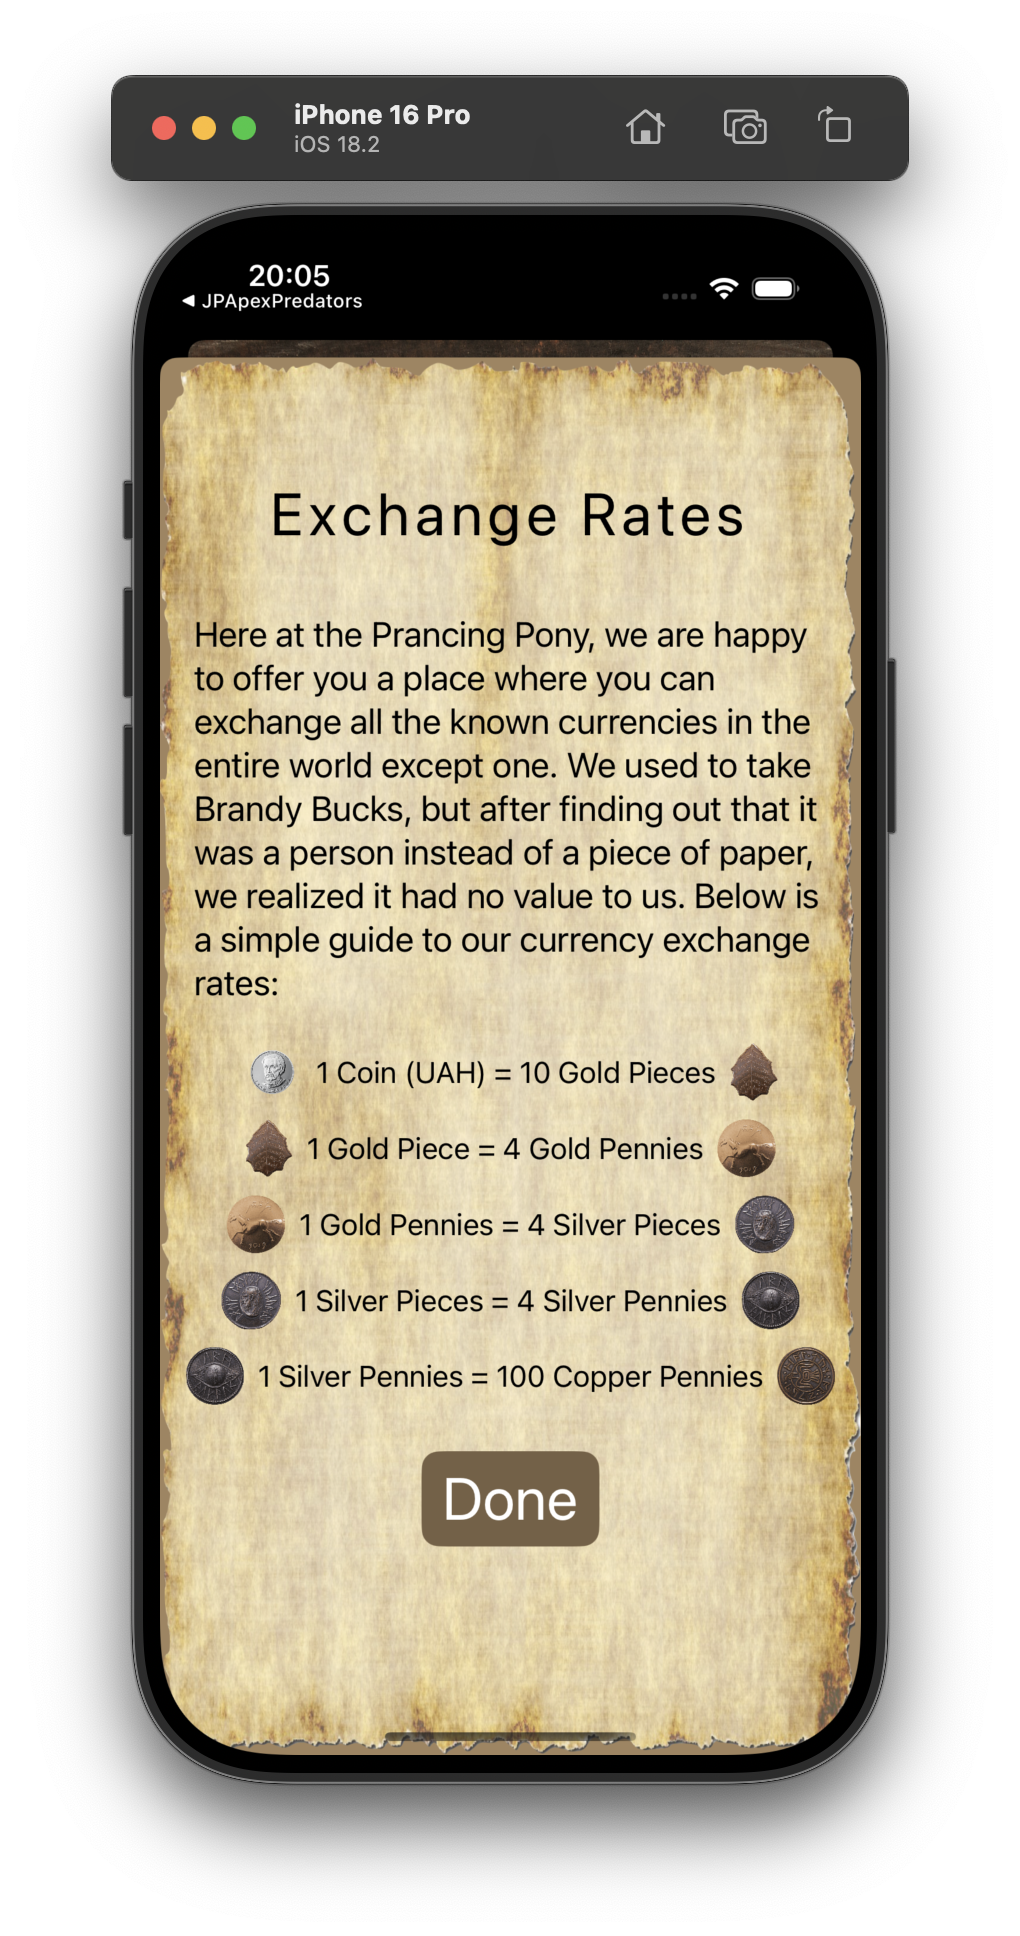 iPhone 16 Pro
iOS 18.2
20:05
◀ JPApexPredators
Exchange Rates
Here at the Prancing Pony, we are happy
to offer you a place where you can
exchange all the known currencies in the
entire world except one. We used to take
Brandy Bucks, but after finding out that it
was a person instead of a piece of paper,
we realized it had no value to us. Below is
a simple guide to our currency exchange
rates:
1 Coin (UAH) = 10 Gold Pieces
1 Gold Piece = 4 Gold Pennies
1 Gold Pennies = 4 Silver Pieces
1 Silver Pieces = 4 Silver Pennies
1 Silver Pennies = 100 Copper Pennies
Done